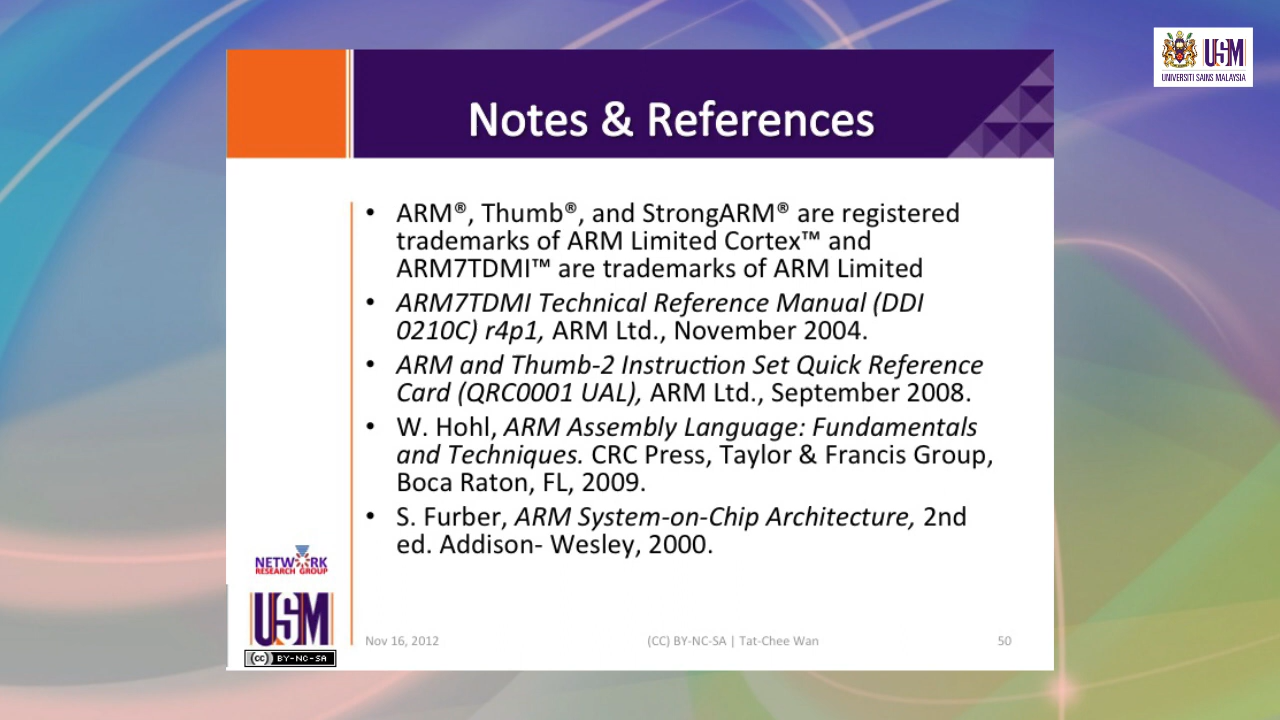 USM
UNIVERSITI SAINS MALAYSIA
Notes & References
• ARM®, Thumb®, and StrongARM® are registered
trademarks of ARM Limited Cortex™ and
ARM7TDMI™ are trademarks of ARM Limited
• ARM7TDMI Technical Reference Manual (DDI
0210C) r4p1, ARM Ltd., November 2004.
• ARM and Thumb-2 Instruction Set Quick Reference
Card (QRC0001 UAL), ARM Ltd., September 2008.
• W. Hohl, ARM Assembly Language: Fundamentals
and Techniques. CRC Press, Taylor & Francis Group,
Boca Raton, FL, 2009.
• S. Furber, ARM System-on-Chip Architecture, 2nd
ed. Addison- Wesley, 2000.
NETWORK
RESEARCH GROUP
USM
(cc) BY-NC-SA
Nov 16, 2012
(CC) BY-NC-SA | Tat-Chee Wan
50